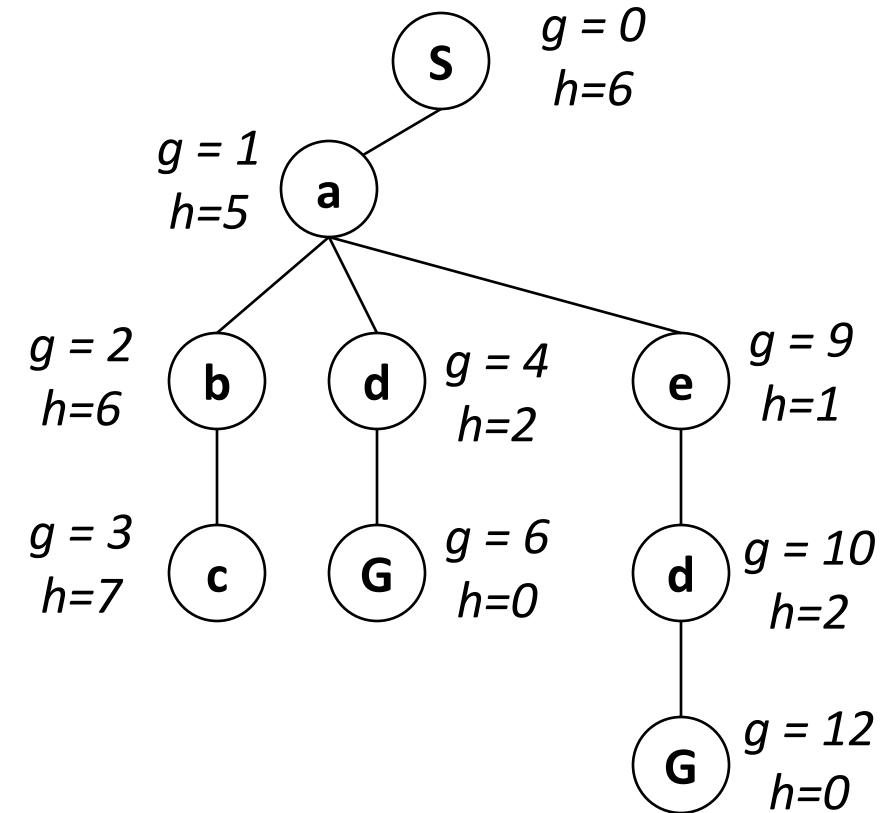 S
g = 0
h=6
g = 1
h=5
a
g = 2
h=6
b
d
g = 4
h=2
e
g = 9
h=1
g = 3
h=7
c
G
g = 6
h=0
d
g = 10
h=2
G
g = 12
h=0